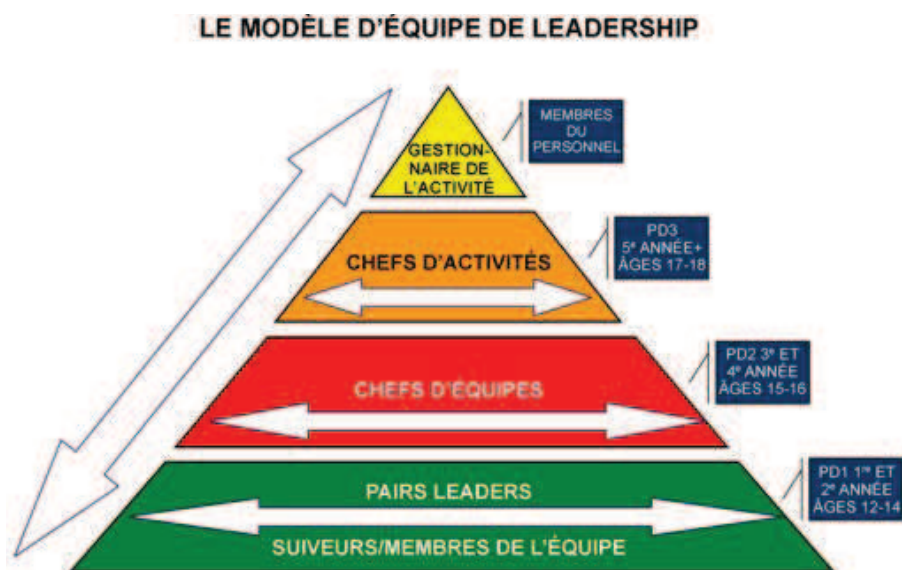 LE MODÈLE D'ÉQUIPE DE LEADERSHIP
MEMBRES
DU
PERSONNEL
GESTION-
NAIRE DE
L'ACTIVITÉ
PD3
5e ANNÉE+
ÂGES 17-18
CHEFS D'ACTIVITÉS
PD2 3e ET
4e ANNÉE
ÂGES 15-16
CHEFS D'ÉQUIPES
PD1 1re ET
2e ANNÉE
ÂGES 12-14
PAIRS LEADERS
SUIVEURS/MEMBRES DE L'ÉQUIPE